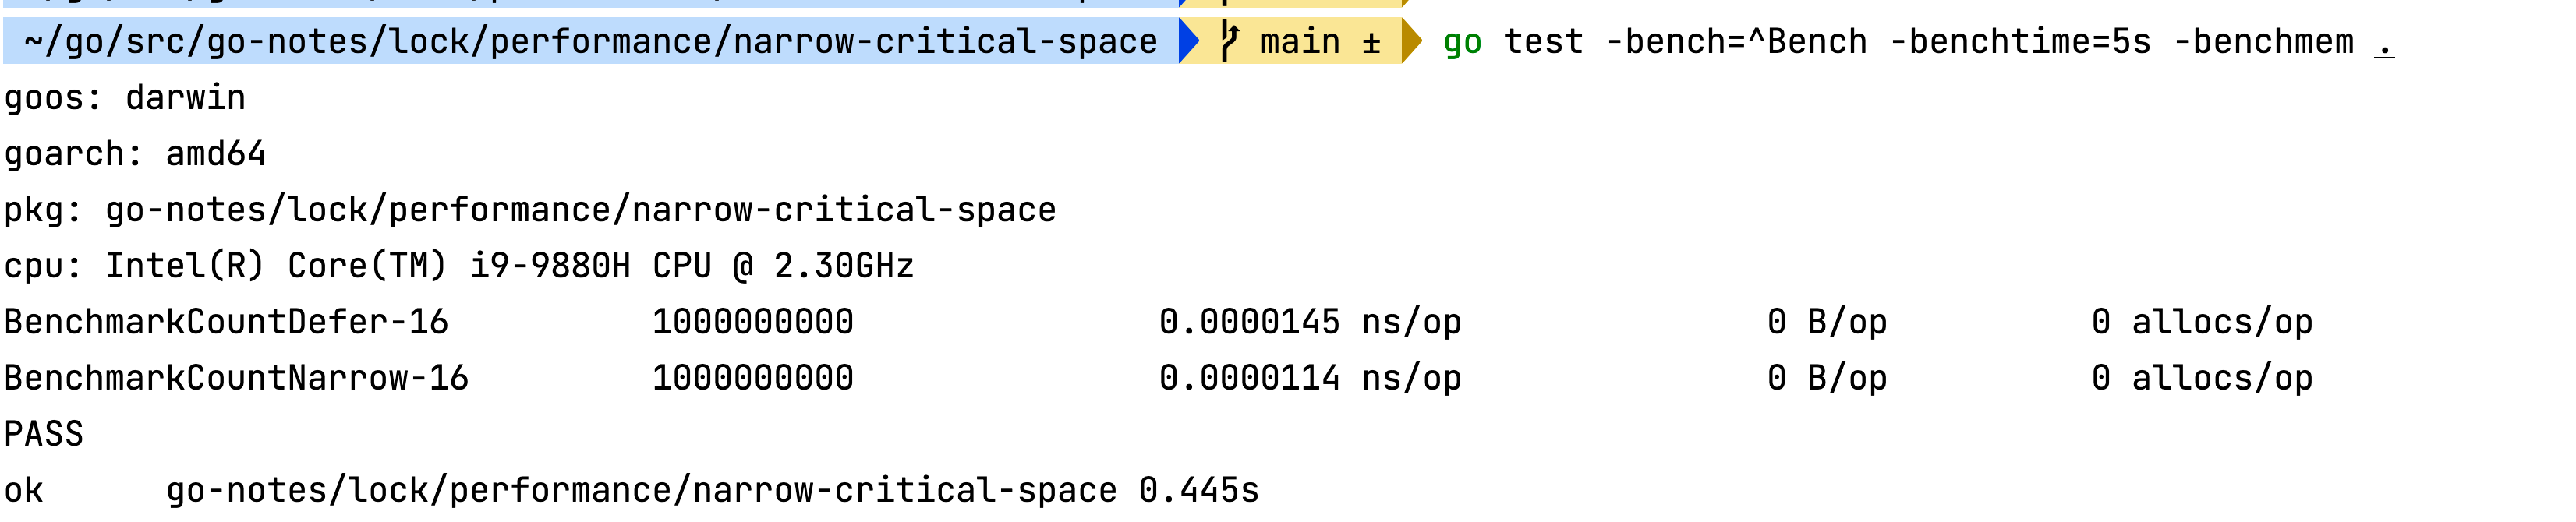 ~/go/src/go-notes/lock/performance/narrow-critical-space main ± go test -bench=^Bench -benchtime=5s -benchmem .
goos: darwin
goarch: amd64
pkg: go-notes/lock/performance/narrow-critical-space
cpu: Intel(R) Core(TM) i9-9880H CPU @ 2.30GHz
BenchmarkCountDefer-16 1000000000 0.0000145 ns/op 0 B/op 0 allocs/op
BenchmarkCountNarrow-16 1000000000 0.0000114 ns/op 0 B/op 0 allocs/op
PASS
ok go-notes/lock/performance/narrow-critical-space 0.445s